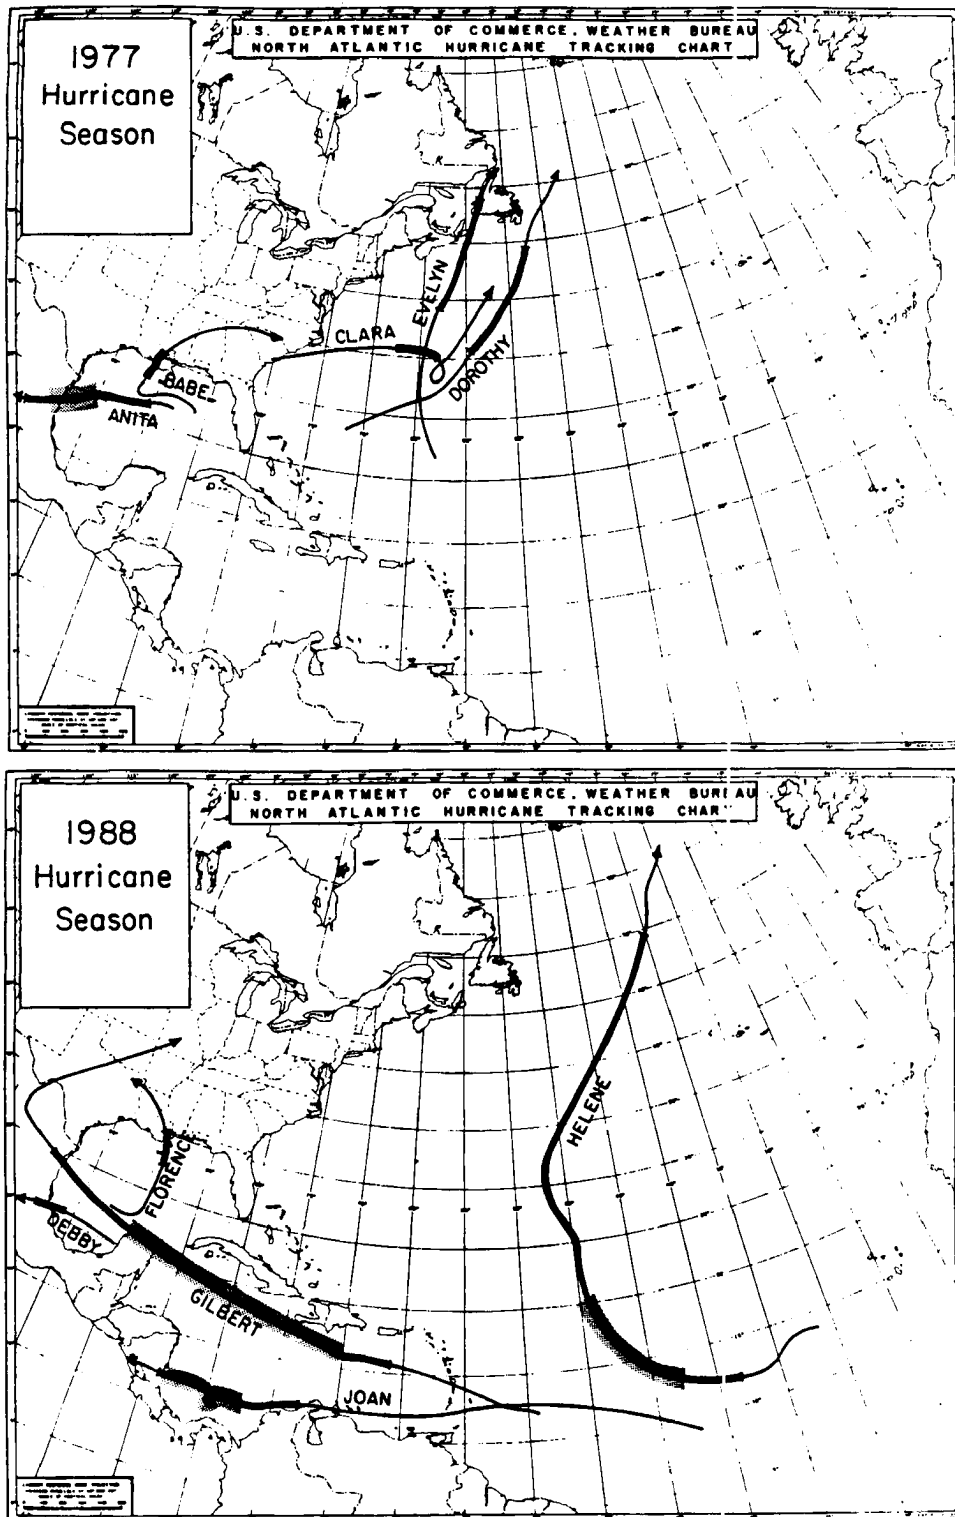 1977
Hurricane
Season
U.S. DEPARTMENT OF COMMERCE, WEATHER BUREAU
NORTH ATLANTIC HURRICANE TRACKING CHART
EVELYN
CLARA
DOROTHY
BABE
ANITA
1988
Hurricane
Season
U.S. DEPARTMENT OF COMMERCE, WEATHER BUREAU
NORTH ATLANTIC HURRICANE TRACKING CHART
HELENE
FLORENCE
DEBBY
GILBERT
JOAN